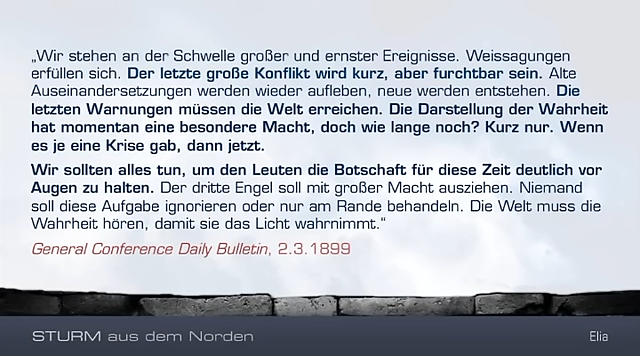 „Wir stehen an der Schwelle großer und ernster Ereignisse. Weissagungen
erfüllen sich. Der letzte große Konflikt wird kurz, aber furchtbar sein. Alte
Auseinandersetzungen werden wieder aufleben, neue werden entstehen. Die
letzten Warnungen müssen die Welt erreichen. Die Darstellung der Wahrheit
hat momentan eine besondere Macht, doch wie lange noch? Kurz nur. Wenn
es je eine Krise gab, dann jetzt.
Wir sollten alles tun, um den Leuten die Botschaft für diese Zeit deutlich vor
Augen zu halten. Der dritte Engel soll mit großer Macht ausziehen. Niemand
soll diese Aufgabe ignorieren oder nur am Rande behandeln. Die Welt muss die
Wahrheit hören, damit sie das Licht wahrnimmt.“
General Conference Daily Bulletin, 2.3.1899
STURM aus dem Norden
Elia